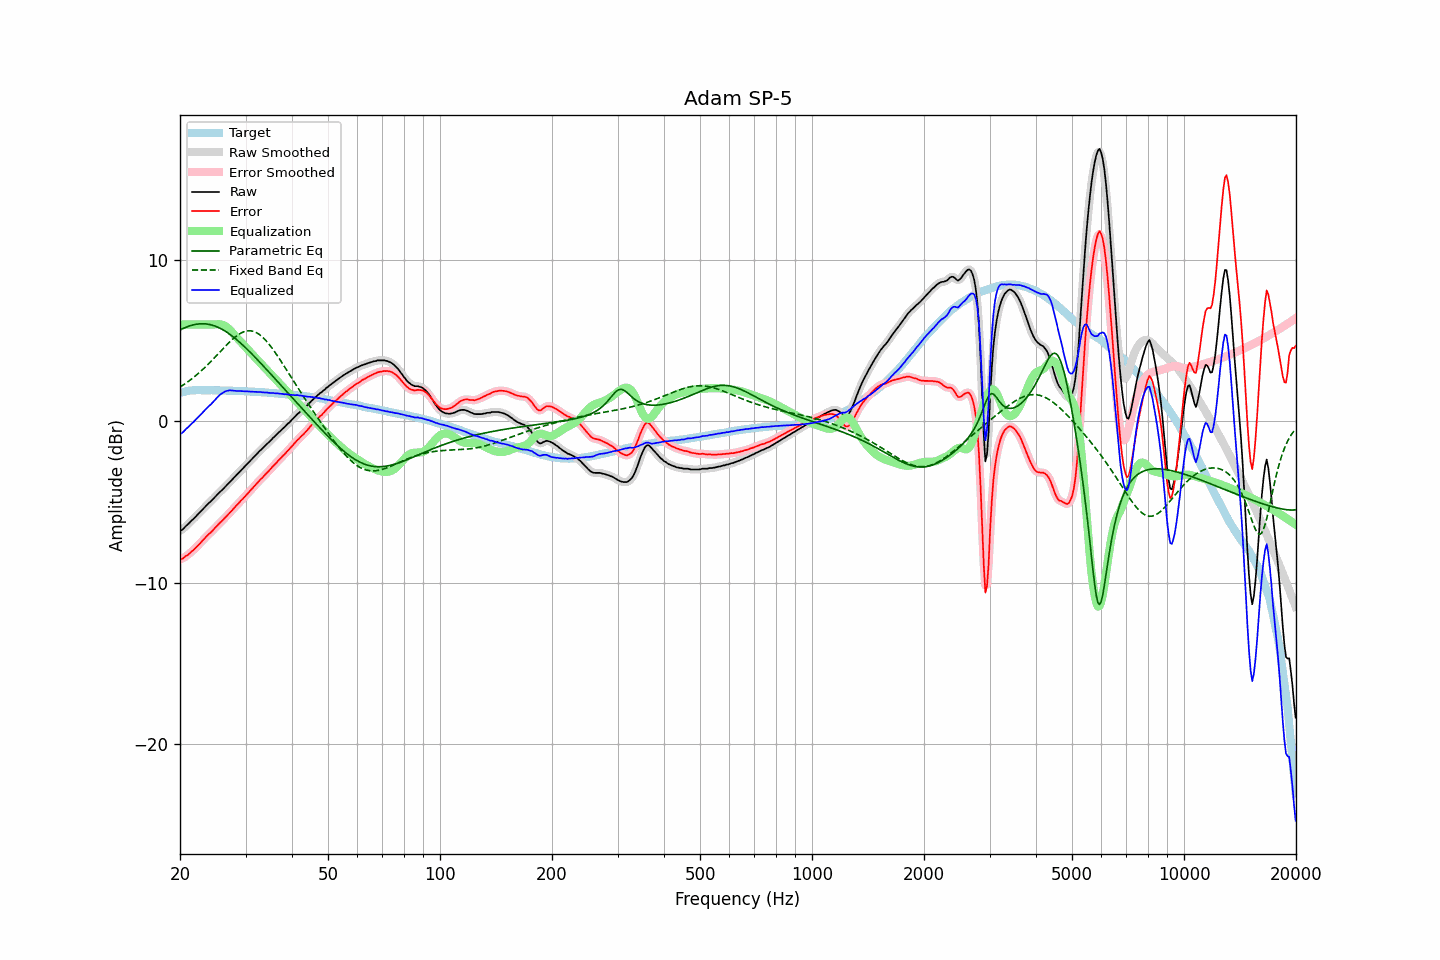 Adam SP-5
Target
Raw Smoothed
Error Smoothed
Raw
Error
Equalization
Parametric Eq
Fixed Band Eq
Equalized
Amplitude (dBr)
10
0
−10
−20
20 50 100 200 500 1000 2000 5000 10000 20000
Frequency (Hz)